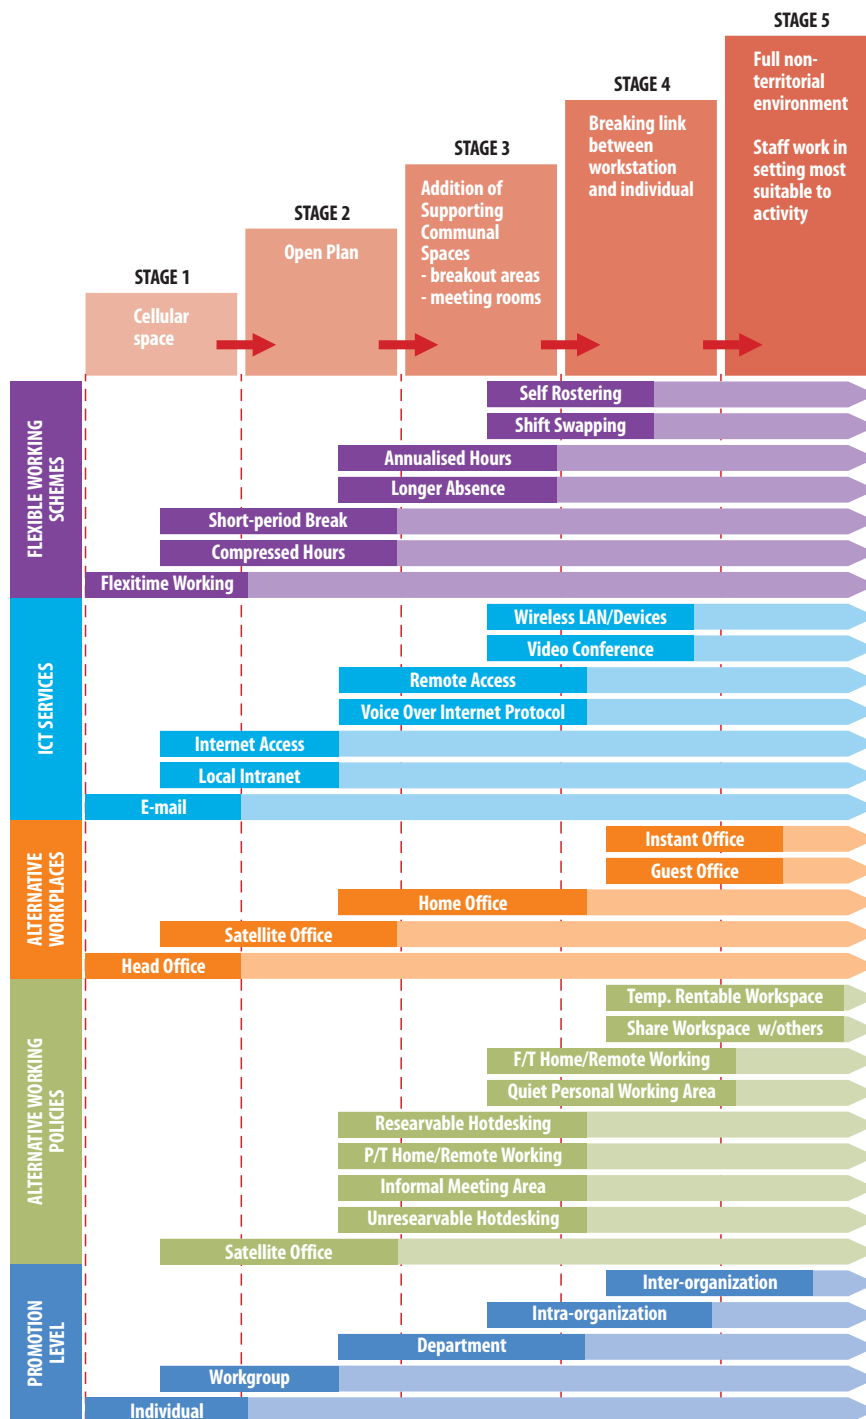 STAGE 5
Full non-
territorial
environment
Staff work in
setting most
suitable to
activity
STAGE 4
Breaking link
between
workstation
and individual
STAGE 3
Addition of
Supporting
Communal
Spaces
- breakout areas
- meeting rooms
STAGE 2
Open Plan
STAGE 1
Cellular
space
FLEXIBLE WORKING
SCHEMES
Self Rostering
Shift Swapping
Annualised Hours
Longer Absence
Short-period Break
Compressed Hours
Flexitime Working
ICT SERVICES
Wireless LAN/Devices
Video Conference
Remote Access
Voice Over Internet Protocol
Internet Access
Local Intranet
E-mail
ALTERNATIVE
WORKPLACES
Instant Office
Guest Office
Home Office
Satellite Office
Head Office
ALTERNATIVE WORKING
POLICIES
Temp. Rentable Workspace
Share Workspace w/others
F/T Home/Remote Working
Quiet Personal Working Area
Researvable Hotdesking
P/T Home/Remote Working
Informal Meeting Area
Unresearvable Hotdesking
Satellite Office
PROMOTION
LEVEL
Inter-organization
Intra-organization
Department
Workgroup
Individual